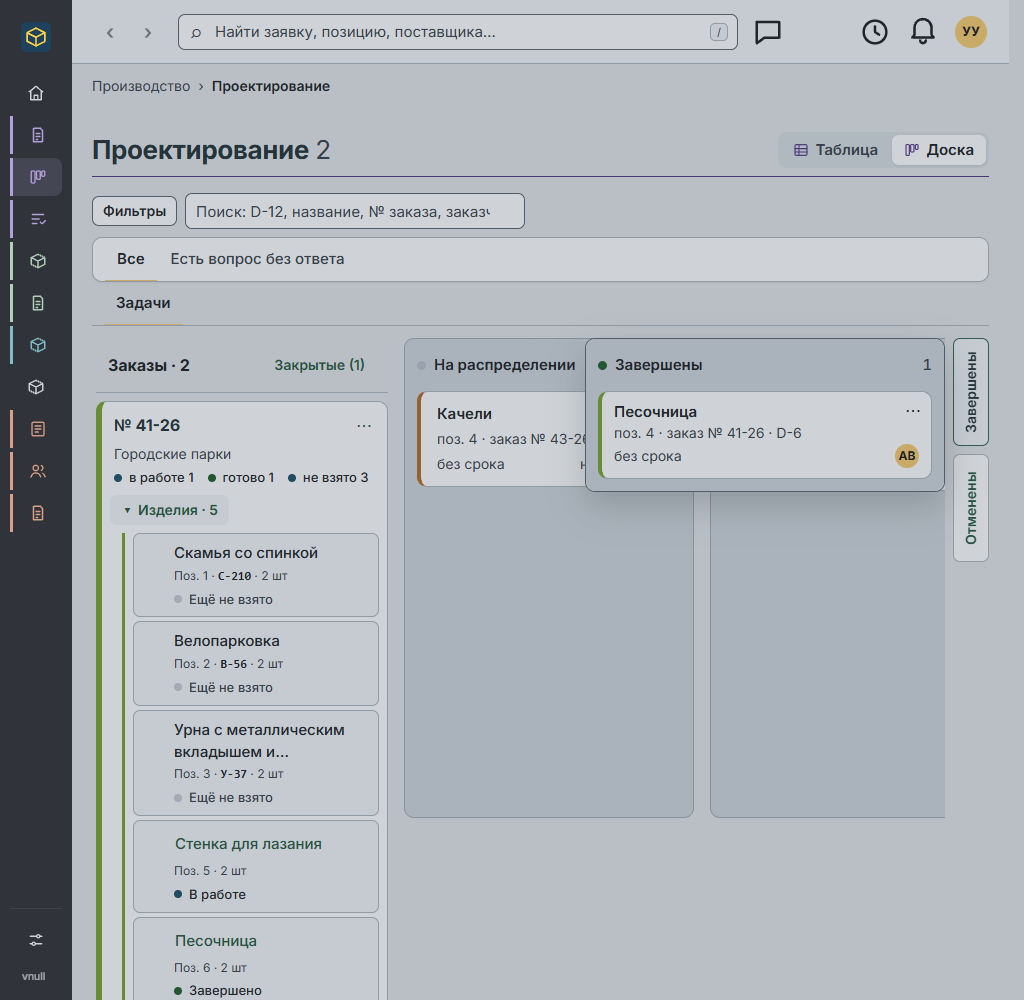 Найти заявку, позицию, поставщика...
/
УУ
Производство › Проектирование
Проектирование 2
Таблица
Доска
Фильтры
Поиск: D-12, название, № заказа, заказч
Все
Есть вопрос без ответа
Задачи
Заказы · 2
Закрытые (1)
№ 41-26
Городские парки
в работе 1
готово 1
не взято 3
Изделия · 5
Скамья со спинкой
Поз. 1 · С-210 · 2 шт
Ещё не взято
Велопарковка
Поз. 2 · В-56 · 2 шт
Ещё не взято
Урна с металлическим
вкладышем и...
Поз. 3 · У-37 · 2 шт
Ещё не взято
Стенка для лазания
Поз. 5 · 2 шт
В работе
Песочница
Поз. 6 · 2 шт
Завершено
На распределении
Качели
поз. 4 · заказ № 43-26
без срока
Завершены
1
Песочница
поз. 4 · заказ № 41-26 · D-6
без срока
АВ
Завершены
Отменены
vnull